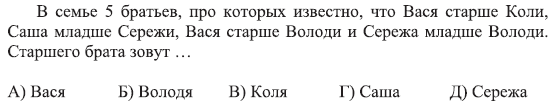 В семье 5 братьев, про которых известно, что Вася старше Коли,
Саша младше Сережи, Вася старше Володи и Сережа младше Володи.
Старшего брата зовут …
А) Вася Б) Володя В) Коля Г) Саша Д) Сережа